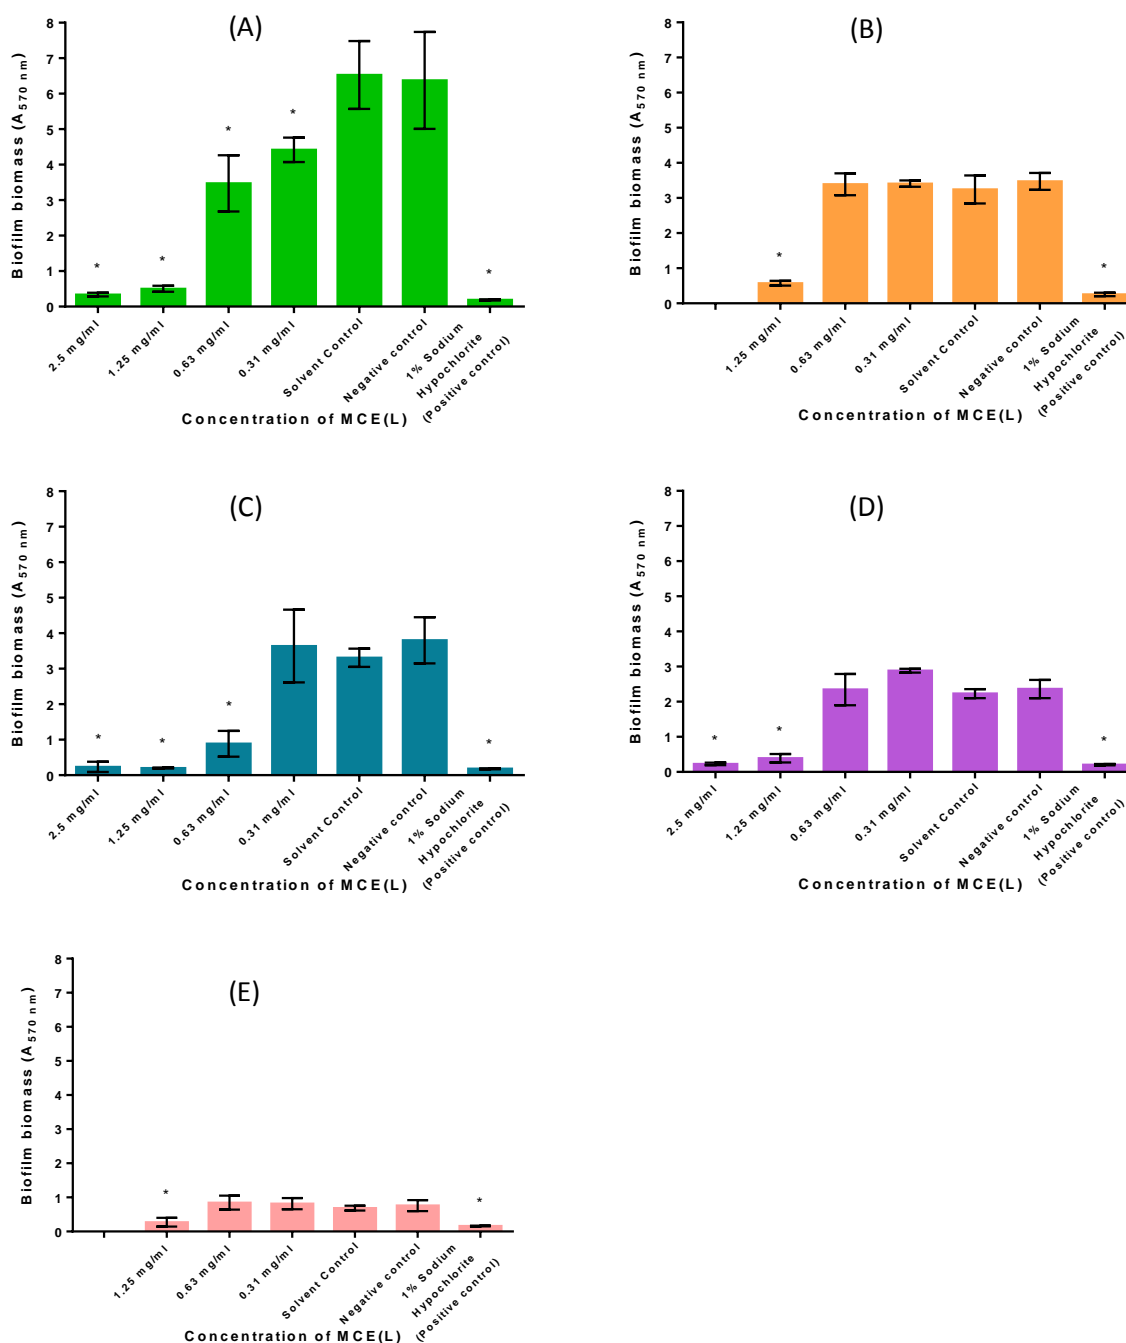 (A)
Biofilm biomass (A570 nm)
8
7
6
5
4
3
2
1
0
*
*
*
*
*
2.5 mg/ml
1.25 mg/ml
0.63 mg/ml
0.31 mg/ml
Solvent Control
Negative control
1% Sodium
Hypochlorite
(Positive control)
Concentration of MCE(L)
(B)
Biofilm biomass (A570 nm)
8
7
6
5
4
3
2
1
0
*
*
1.25 mg/ml
0.63 mg/ml
0.31 mg/ml
Solvent Control
Negative control
1% Sodium
Hypochlorite
(Positive control)
Concentration of MCE(L)
(C)
Biofilm biomass (A570 nm)
8
7
6
5
4
3
2
1
0
*
*
*
*
2.5 mg/ml
1.25 mg/ml
0.63 mg/ml
0.31 mg/ml
Solvent Control
Negative control
1% Sodium
Hypochlorite
(Positive control)
Concentration of MCE(L)
(D)
Biofilm biomass (A570 nm)
8
7
6
5
4
3
2
1
0
*
*
*
2.5 mg/ml
1.25 mg/ml
0.63 mg/ml
0.31 mg/ml
Solvent Control
Negative control
1% Sodium
Hypochlorite
(Positive control)
Concentration of MCE(L)
(E)
Biofilm biomass (A570 nm)
8
7
6
5
4
3
2
1
0
*
*
1.25 mg/ml
0.63 mg/ml
0.31 mg/ml
Solvent Control
Negative control
1% Sodium
Hypochlorite
(Positive control)
Concentration of MCE(L)